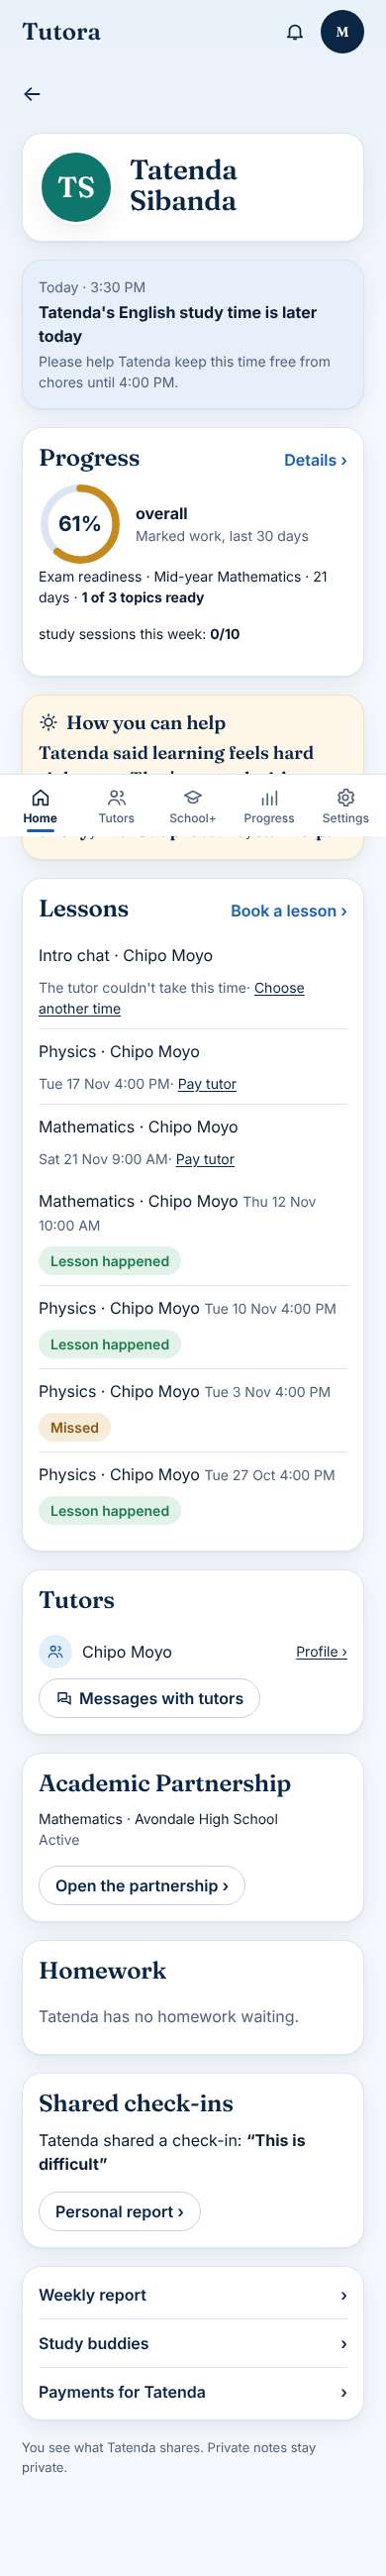 Tutora
M
TS
Tatenda
Sibanda
Today · 3:30 PM
Tatenda's English study time is later
today
Please help Tatenda keep this time free from
chores until 4:00 PM.
Progress
Details ›
61%
overall
Marked work, last 30 days
Exam readiness · Mid-year Mathematics · 21
days · 1 of 3 topics ready
study sessions this week: 0/10
How you can help
Tatenda said learning feels hard
Home
Tutors
School+
Progress
Settings
Lessons
Book a lesson ›
Intro chat · Chipo Moyo
The tutor couldn't take this time· Choose
another time
Physics · Chipo Moyo
Tue 17 Nov 4:00 PM· Pay tutor
Mathematics · Chipo Moyo
Sat 21 Nov 9:00 AM· Pay tutor
Mathematics · Chipo Moyo Thu 12 Nov
10:00 AM
Lesson happened
Physics · Chipo Moyo Tue 10 Nov 4:00 PM
Lesson happened
Physics · Chipo Moyo Tue 3 Nov 4:00 PM
Missed
Physics · Chipo Moyo Tue 27 Oct 4:00 PM
Lesson happened
Tutors
Chipo Moyo
Profile ›
Messages with tutors
Academic Partnership
Mathematics · Avondale High School
Active
Open the partnership ›
Homework
Tatenda has no homework waiting.
Shared check-ins
Tatenda shared a check-in: “This is
difficult”
Personal report ›
Weekly report ›
Study buddies ›
Payments for Tatenda ›
You see what Tatenda shares. Private notes stay
private.